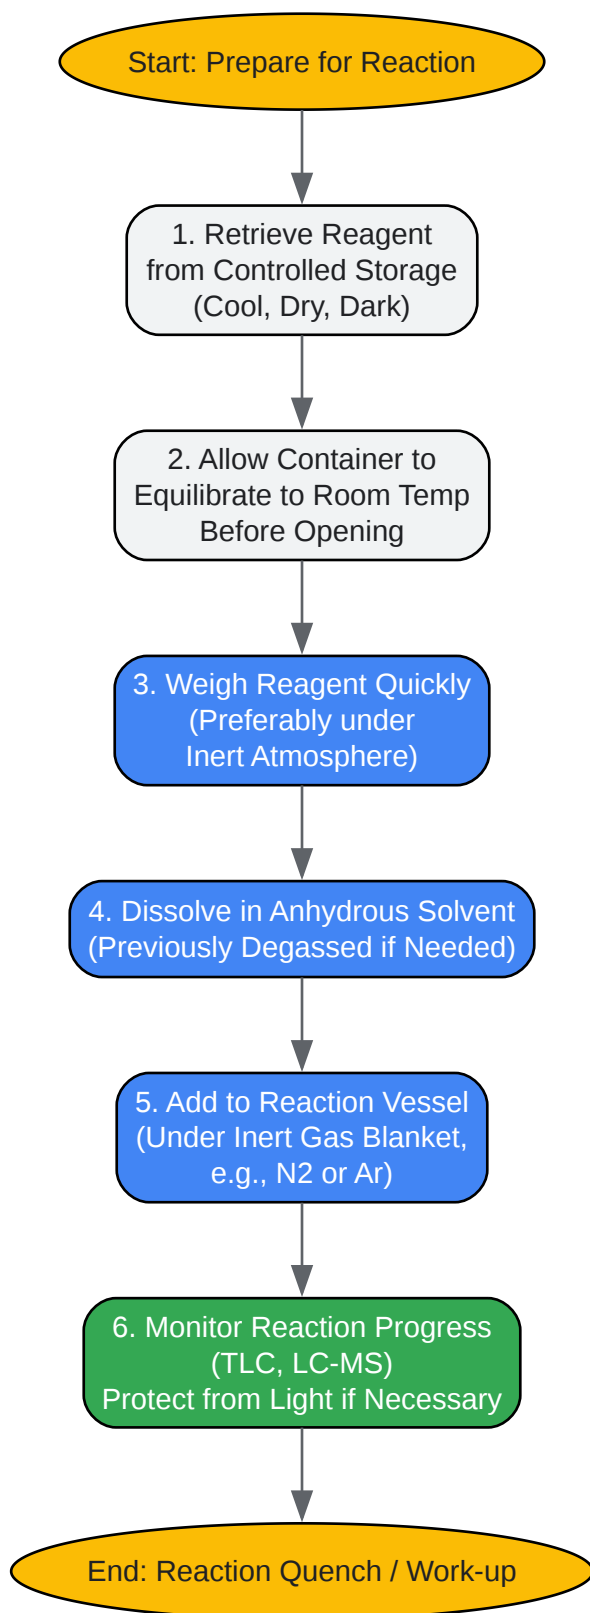 Start: Prepare for Reaction
1. Retrieve Reagent
from Controlled Storage
(Cool, Dry, Dark)
2. Allow Container to
Equilibrate to Room Temp
Before Opening
3. Weigh Reagent Quickly
(Preferably under
Inert Atmosphere)
4. Dissolve in Anhydrous Solvent
(Previously Degassed if Needed)
5. Add to Reaction Vessel
(Under Inert Gas Blanket,
e.g., N2 or Ar)
6. Monitor Reaction Progress
(TLC, LC-MS)
Protect from Light if Necessary
End: Reaction Quench / Work-up